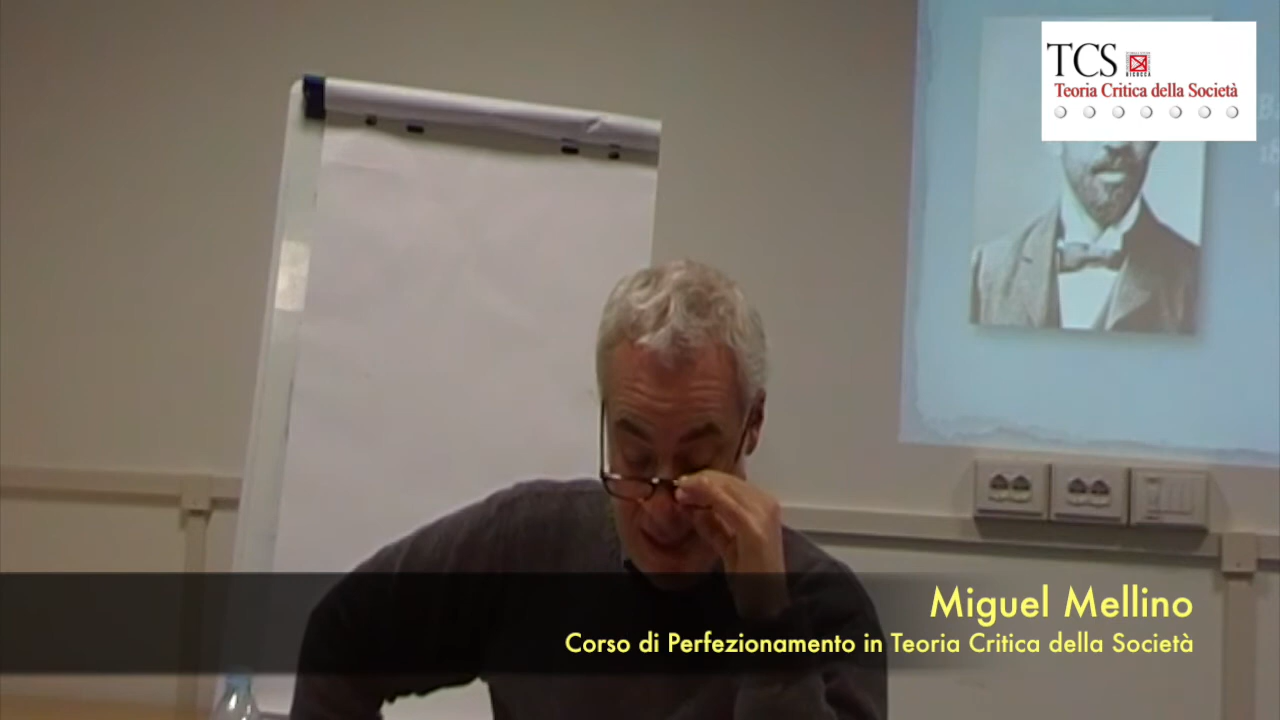 TCS
BICOCCA
Teoria Critica della Società
Miguel Mellino
Corso di Perfezionamento in Teoria Critica della Società